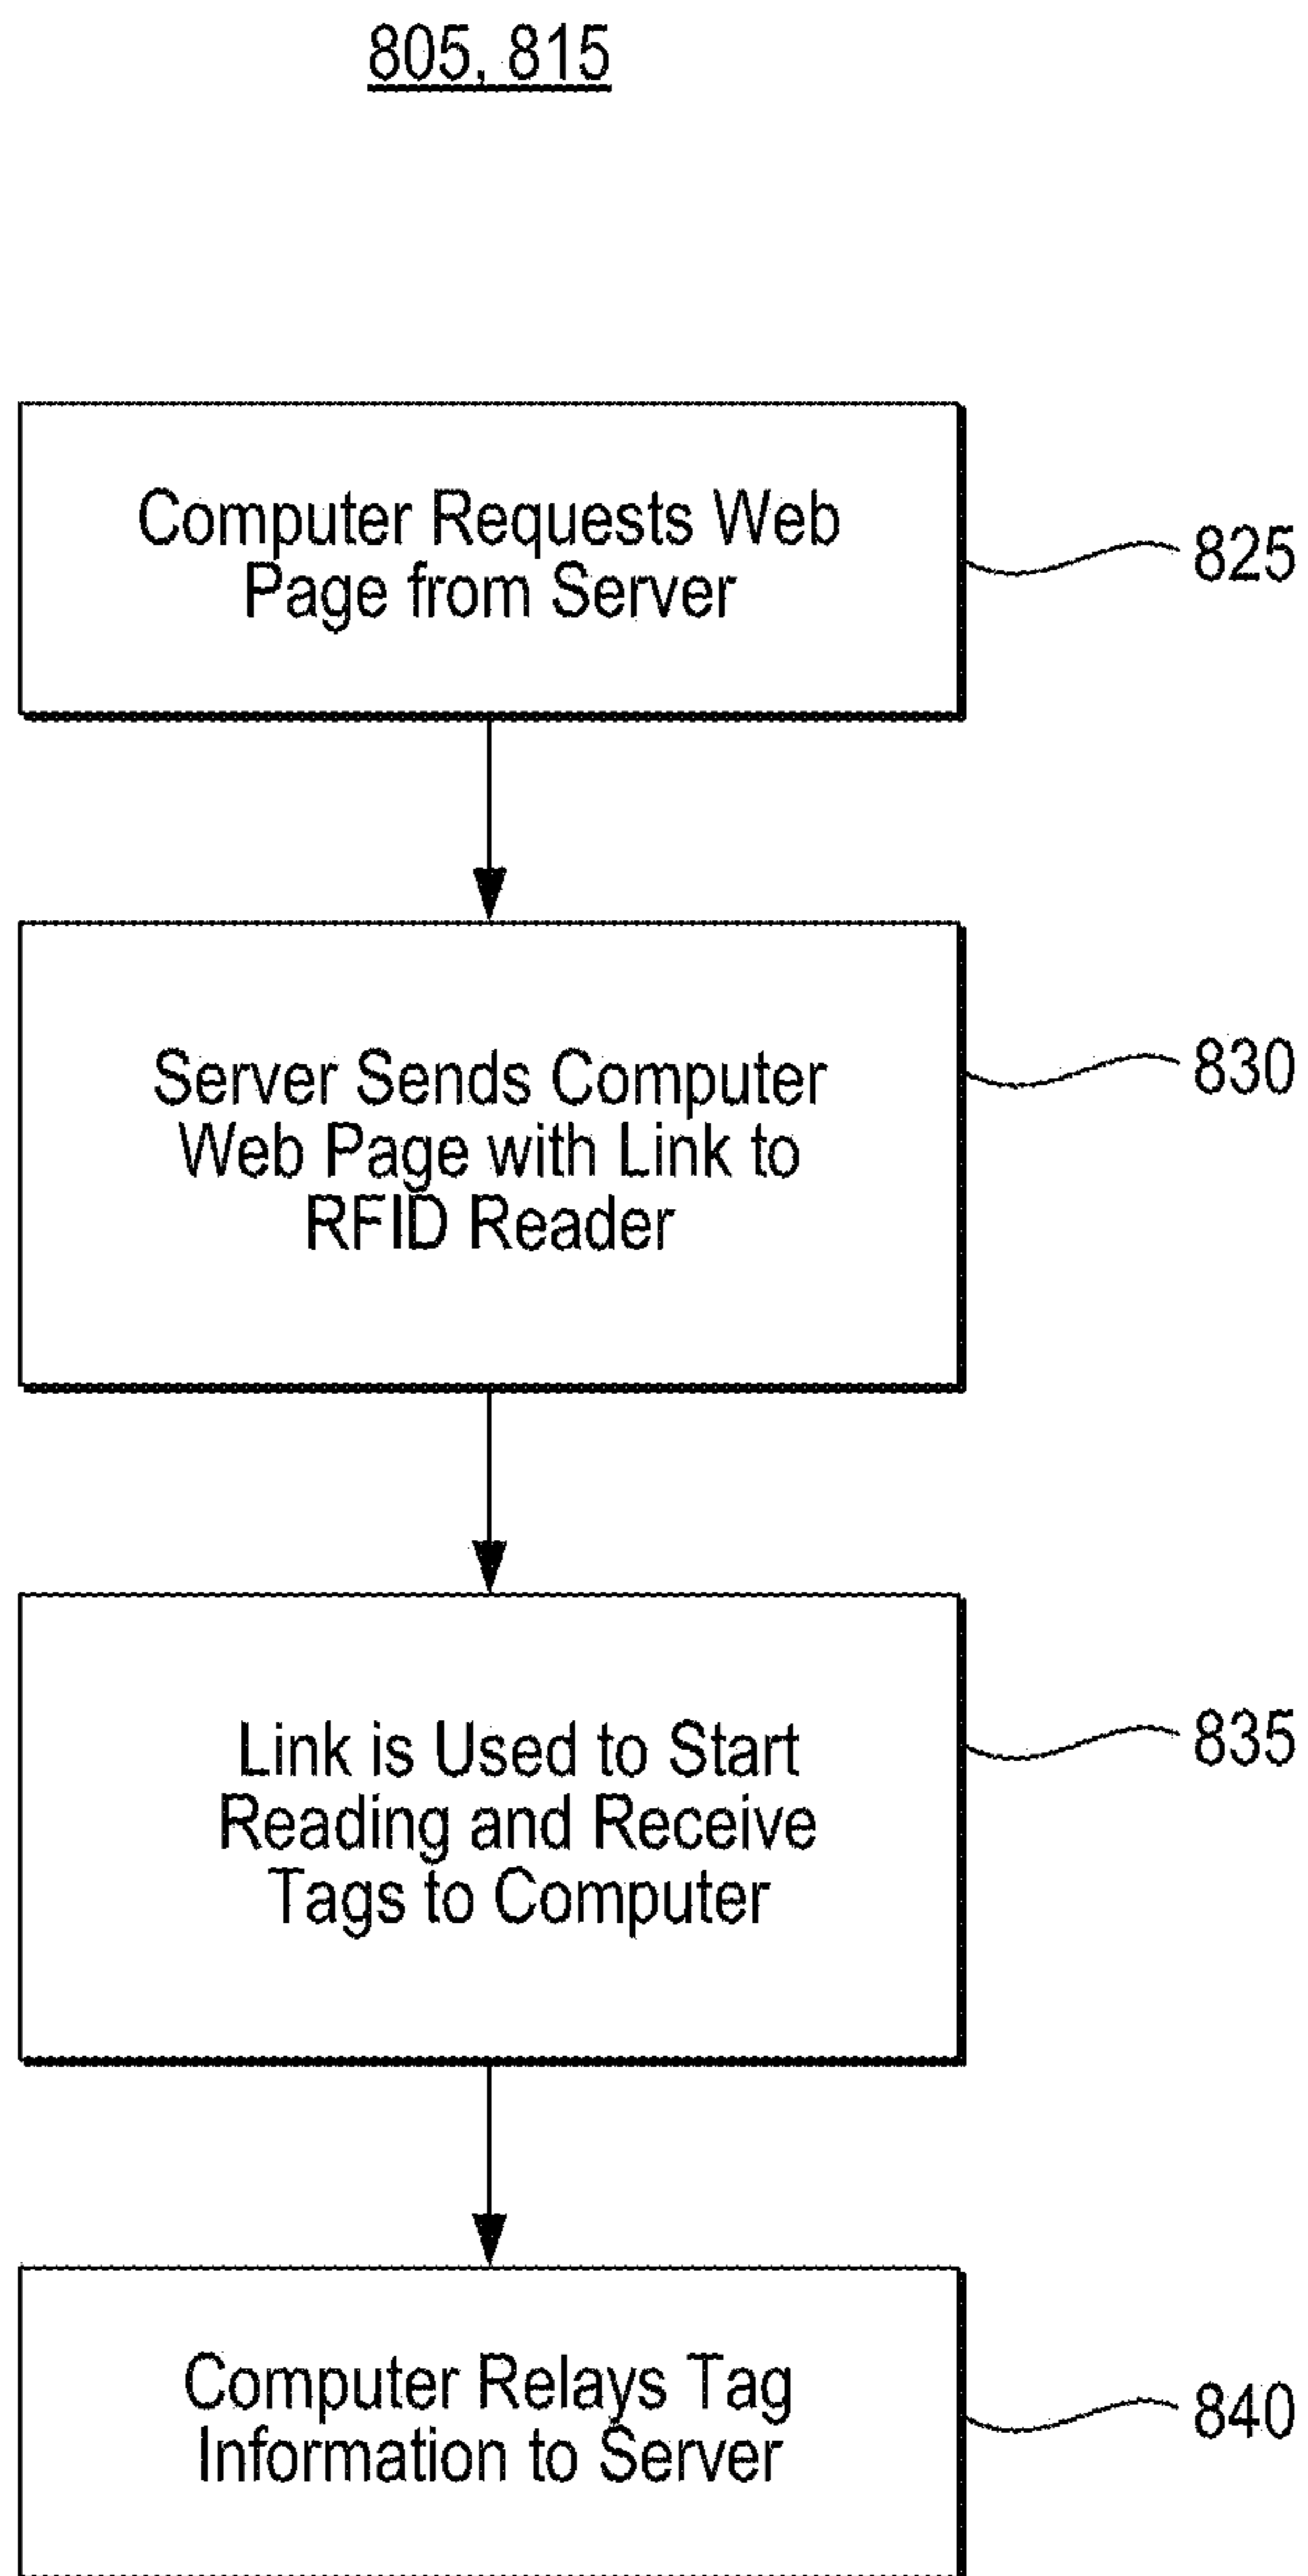 805, 815
Computer Requests Web
Page from Server
825
Server Sends Computer
Web Page with Link to
RFID Reader
830
Link is Used to Start
Reading and Receive
Tags to Computer
835
Computer Relays Tag
Information to Server
840